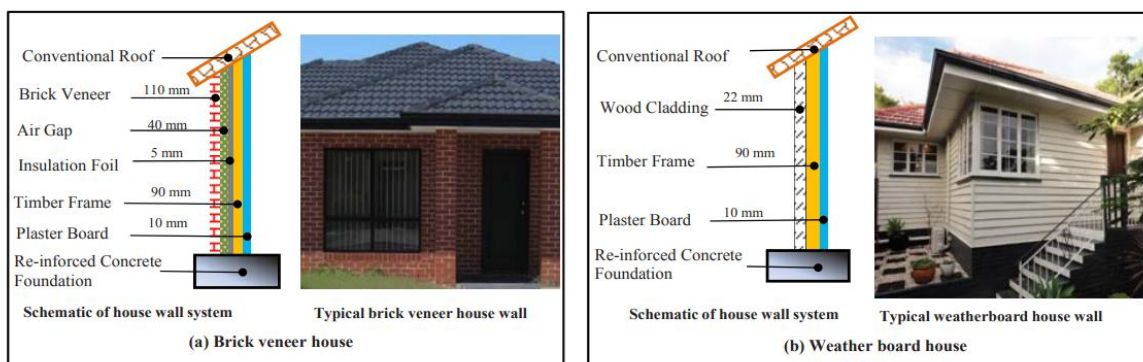 Conventional Roof
Brick Veneer
110 mm
Air Gap
40 mm
Insulation Foil
5 mm
Timber Frame
90 mm
Plaster Board
10 mm
Re-inforced Concrete
Foundation
Schematic of house wall system
Typical brick veneer house wall
(a) Brick veneer house
Conventional Roof
Wood Cladding
22 mm
Timber Frame
90 mm
Plaster Board
10 mm
Re-inforced Concrete
Foundation
Schematic of house wall system
Typical weatherboard house wall
(b) Weather board house